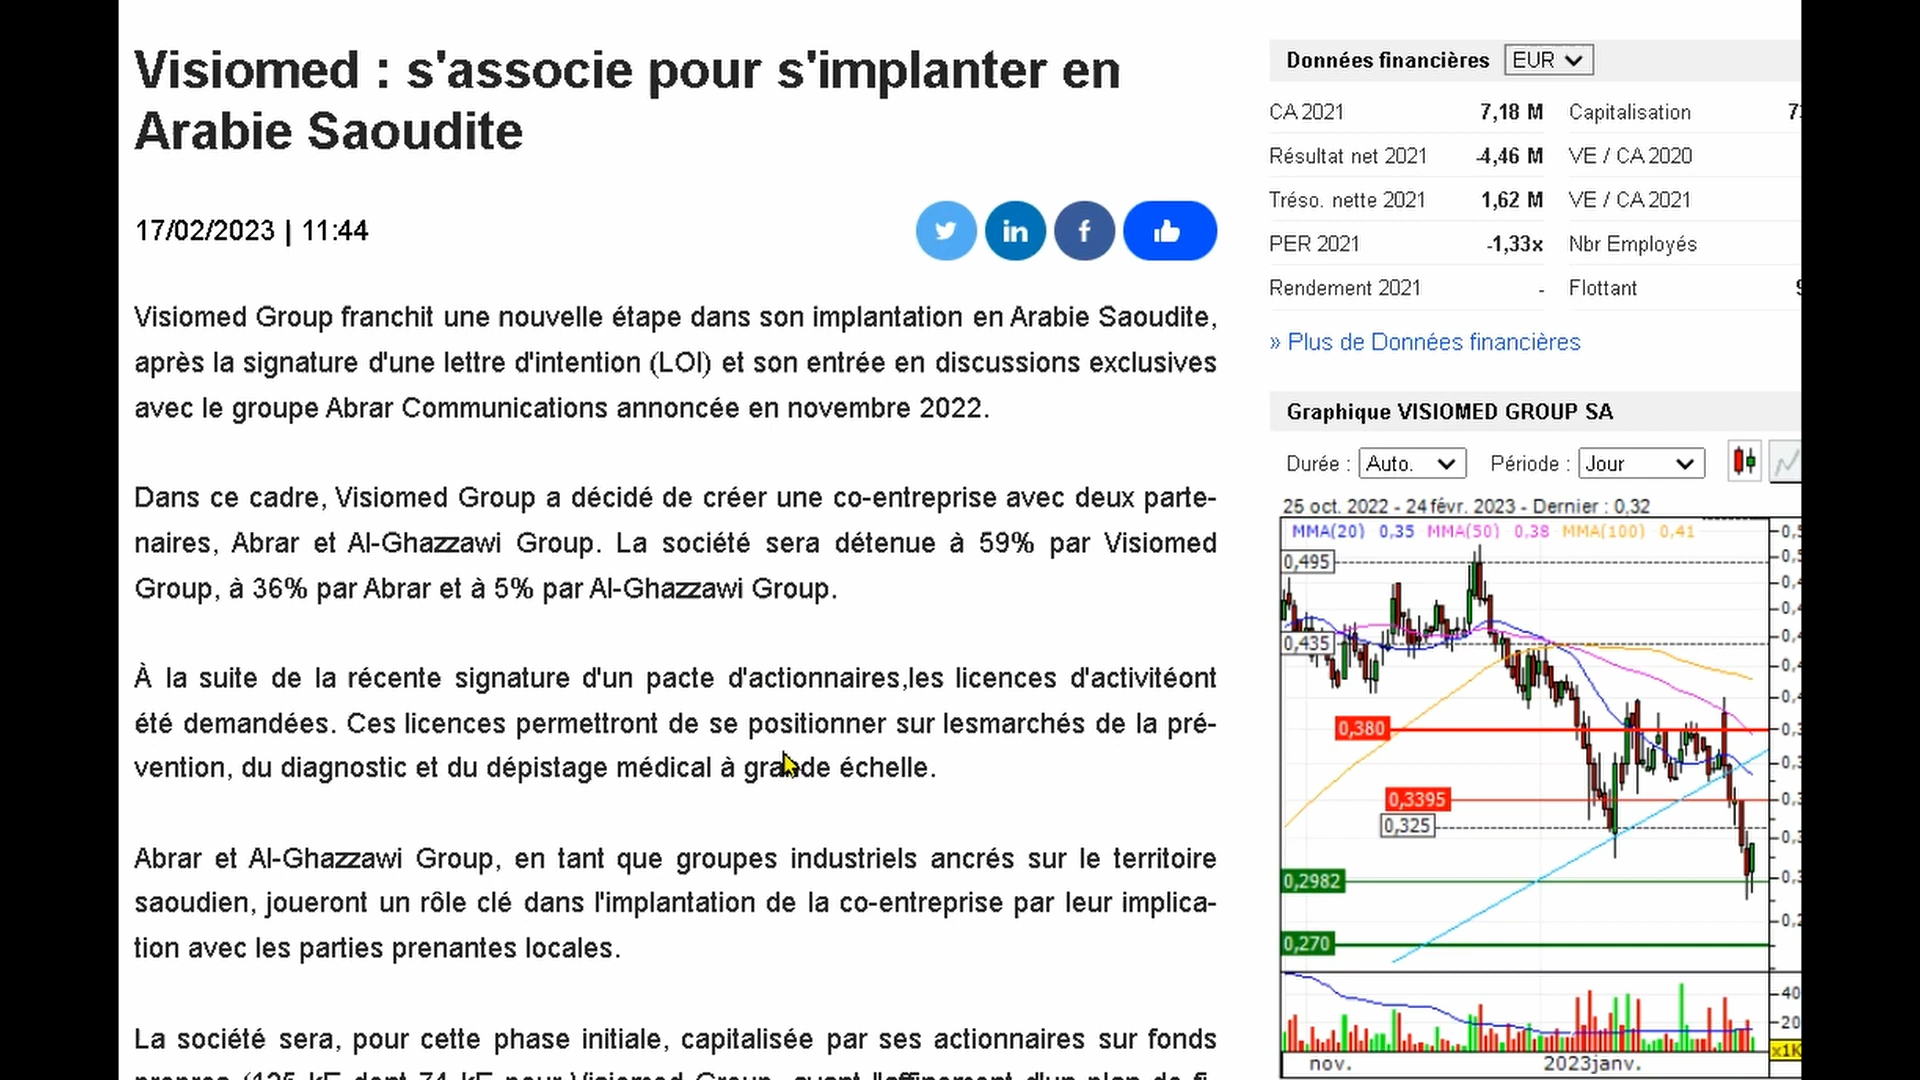 Visiomed : s'associe pour s'implanter en
Arabie Saoudite
17/02/2023 | 11:44
in
f
Visiomed Group franchit une nouvelle étape dans son implantation en Arabie Saoudite,
après la signature d'une lettre d'intention (LOI) et son entrée en discussions exclusives
avec le groupe Abrar Communications annoncée en novembre 2022.
Dans ce cadre, Visiomed Group a décidé de créer une co-entreprise avec deux parte-
naires, Abrar et Al-Ghazzawi Group. La société sera détenue à 59% par Visiomed
Group, à 36% par Abrar et à 5% par Al-Ghazzawi Group.
À la suite de la récente signature d'un pacte d'actionnaires,les licences d'activitéont
été demandées. Ces licences permettront de se positionner sur lesmarchés de la pré-
vention, du diagnostic et du dépistage médical à grande échelle.
Abrar et Al-Ghazzawi Group, en tant que groupes industriels ancrés sur le territoire
saoudien, joueront un rôle clé dans l'implantation de la co-entreprise par leur implica-
tion avec les parties prenantes locales.
La société sera, pour cette phase initiale, capitalisée par ses actionnaires sur fonds
Données financières EUR
CA 2021 7,18 M Capitalisation
Résultat net 2021 -4,46 M VE / CA 2020
Tréso. nette 2021 1,62 M VE / CA 2021
PER 2021 -1,33x Nbr Employés
Rendement 2021 - Flottant
» Plus de Données financières
Graphique VISIOMED GROUP SA
Durée : Auto. Période : Jour
25 oct. 2022 - 24 févr. 2023 - Dernier : 0,32
MMA(20) 0,35 MMA(50) 0,38 MMA(100) 0,41
0,495
0,435
0,380
0,3395
0,325
0,2982
0,270
40
20
x1K
nov. 2023janv.